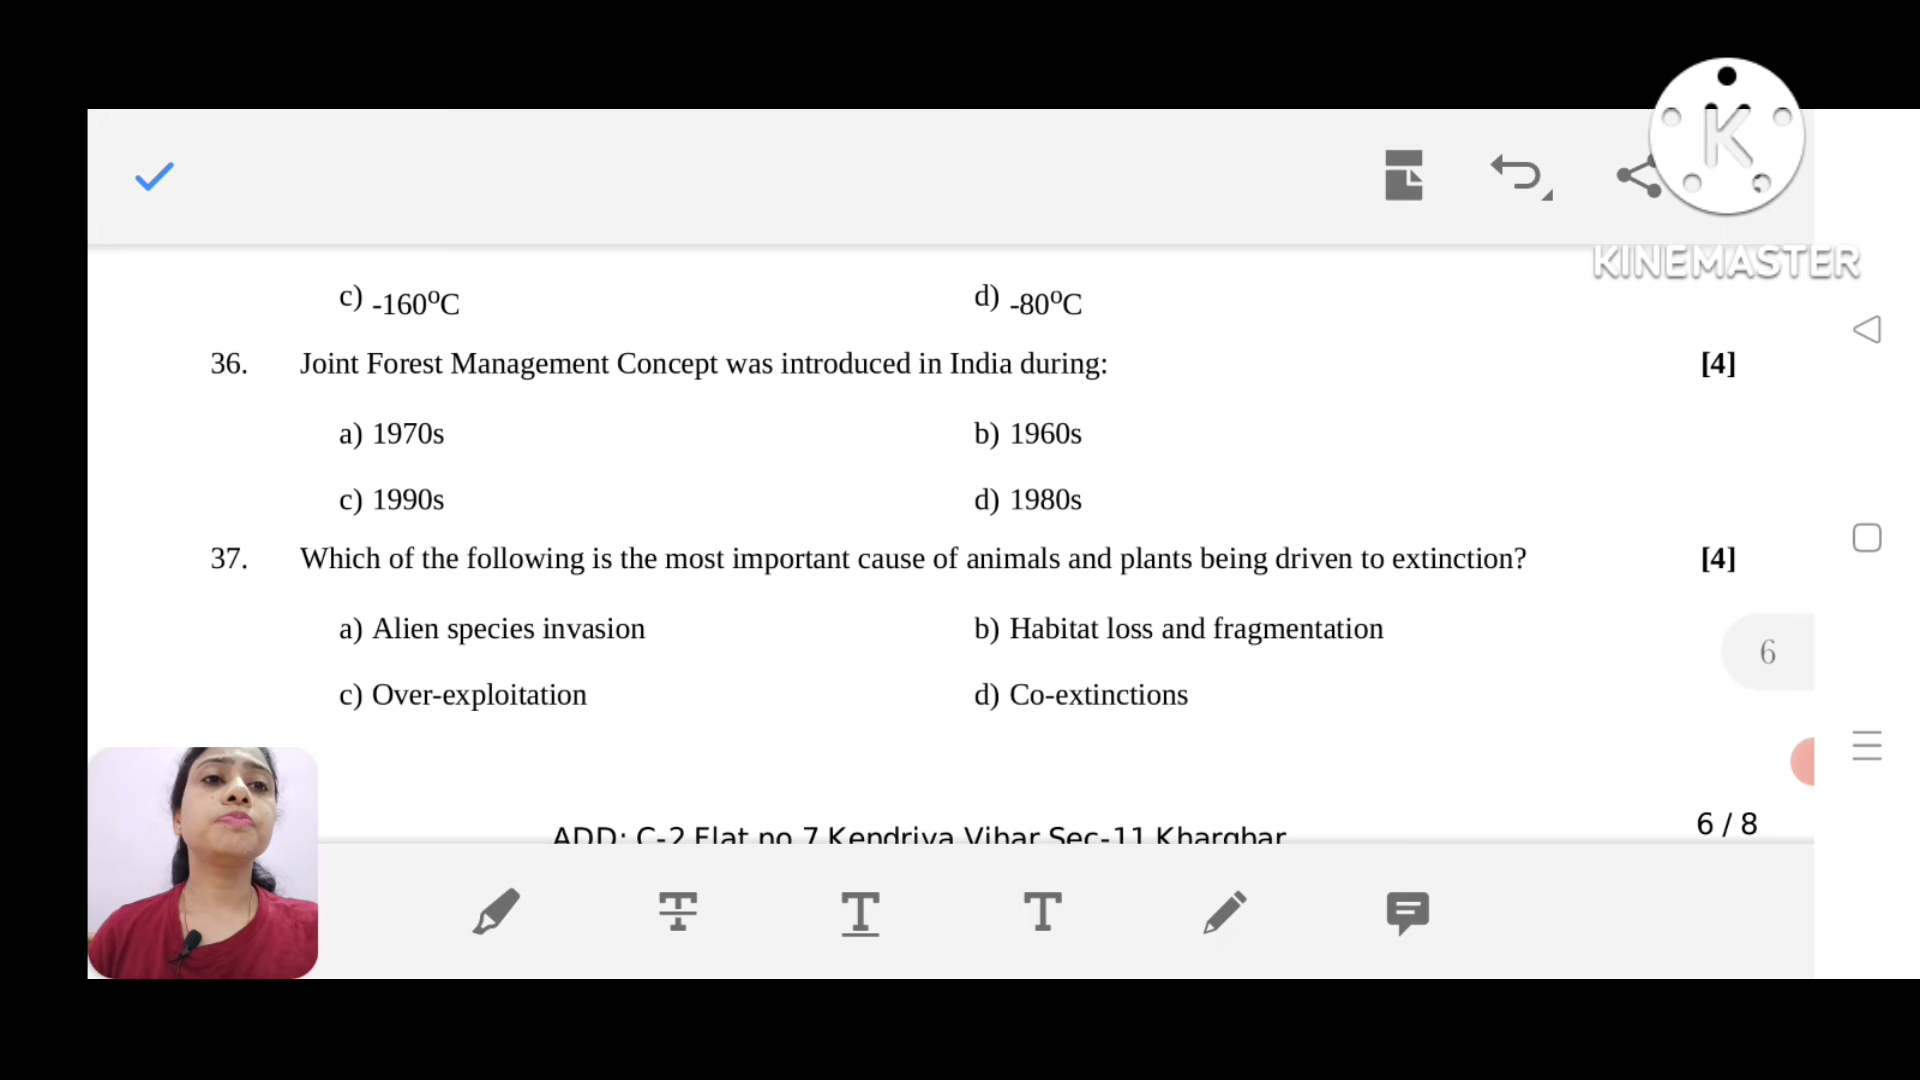 K
KINEMASTER
c) -160⁰C d) -80⁰C
36. Joint Forest Management Concept was introduced in India during: [4]
a) 1970s b) 1960s
c) 1990s d) 1980s
37. Which of the following is the most important cause of animals and plants being driven to extinction? [4]
a) Alien species invasion b) Habitat loss and fragmentation
6
c) Over-exploitation d) Co-extinctions
6 / 8
ADD: C-2 Flat no 7 Kendriya Vihar Sec-11 Kharghar